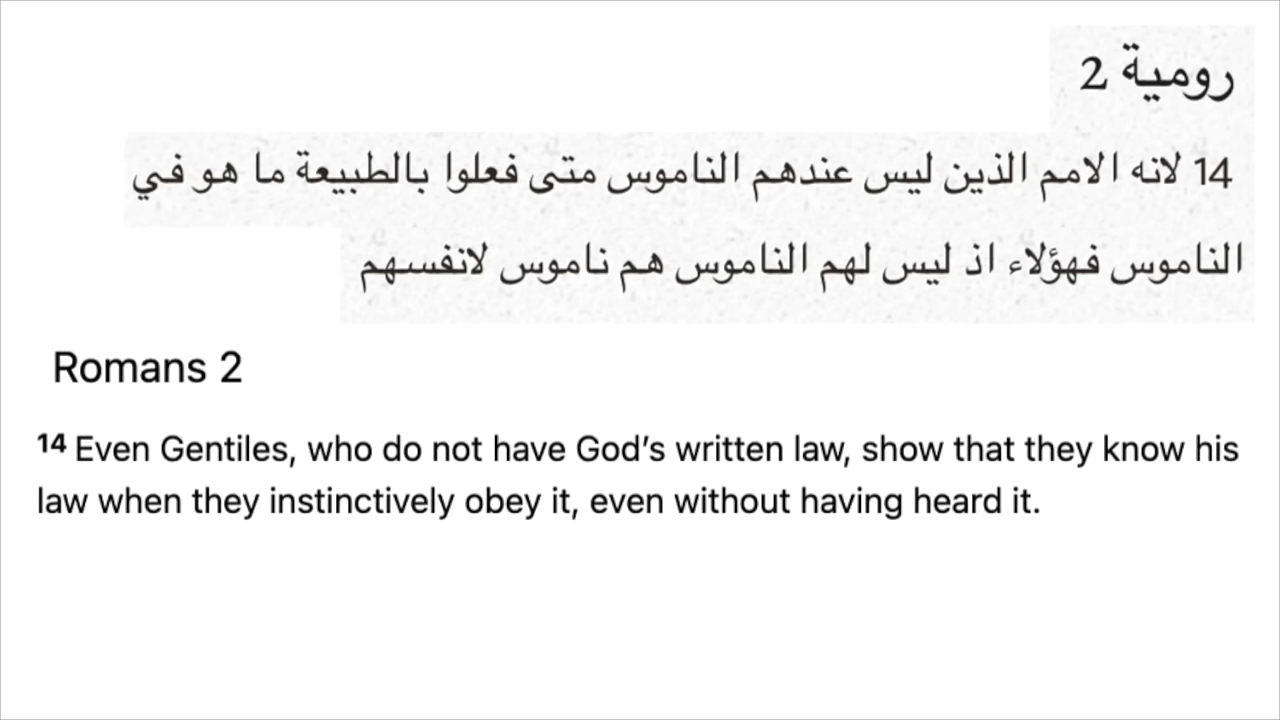 رومية 2
14 لانه الامم الذين ليس عندهم الناموس متى فعلوا بالطبيعة ما هو في
الناموس فهؤلاء اذ ليس لهم الناموس هم ناموس لانفسهم
Romans 2
14 Even Gentiles, who do not have God’s written law, show that they know his
law when they instinctively obey it, even without having heard it.